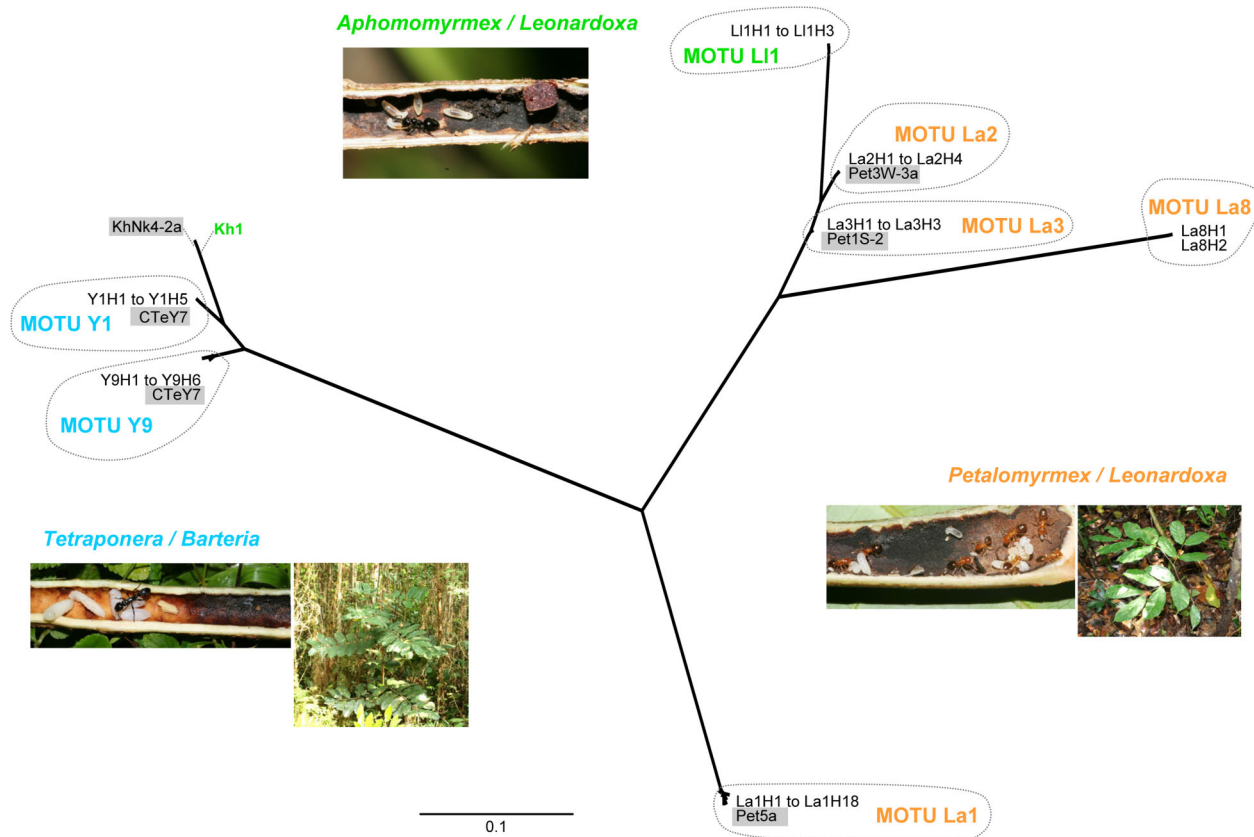 Aphomomyrmex / Leonardoxa
Ll1H1 to Ll1H3
MOTU Ll1
MOTU La2
La2H1 to La2H4
Pet3W-3a
MOTU La8
La8H1
La8H2
La3H1 to La3H3
MOTU La3
Pet1S-2
KhNk4-2a
Kh1
Y1H1 to Y1H5
CTeY7
MOTU Y1
Y9H1 to Y9H6
CTeY7
MOTU Y9
Petalomyrmex / Leonardoxa
Tetraponera / Barteria
La1H1 to La1H18
Pet5a
MOTU La1
0.1